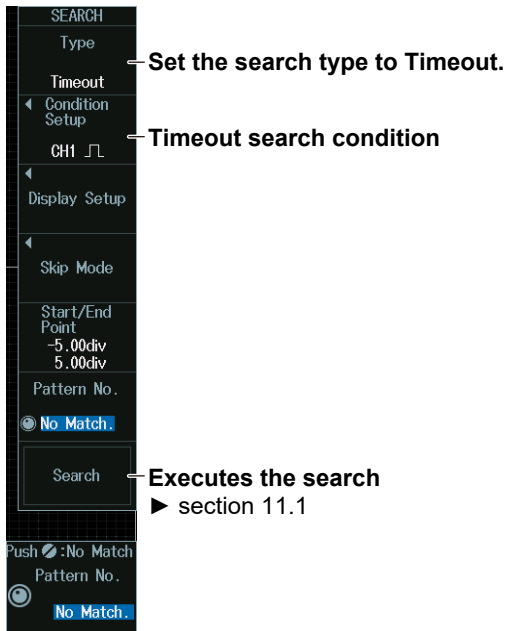 SEARCH
Type
Timeout
Set the search type to Timeout.
Condition
Setup
CH1
Timeout search condition
Display Setup
Skip Mode
Start/End
Point
-5.00div
5.00div
Pattern No.
No Match.
Search
Executes the search
► section 11.1
Push :No Match
Pattern No.
No Match.